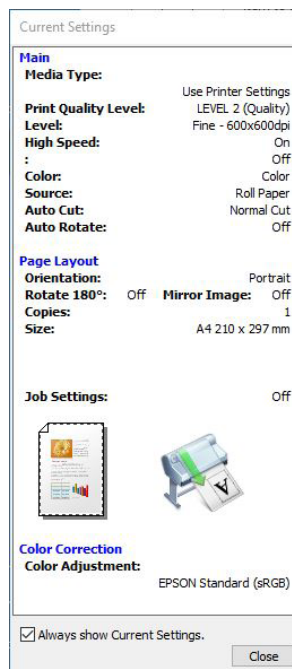 Current Settings
Main
Media Type:
Use Printer Settings
Print Quality Level: LEVEL 2 (Quality)
Level: Fine - 600x600dpi
High Speed: On
: Off
Color: Color
Source: Roll Paper
Auto Cut: Normal Cut
Auto Rotate: Off
Page Layout
Orientation: Portrait
Rotate 180°: Off Mirror Image: Off
Copies: 1
Size: A4 210 x 297 mm
Job Settings: Off
A
Color Correction
Color Adjustment:
EPSON Standard (sRGB)
Always show Current Settings.
Close